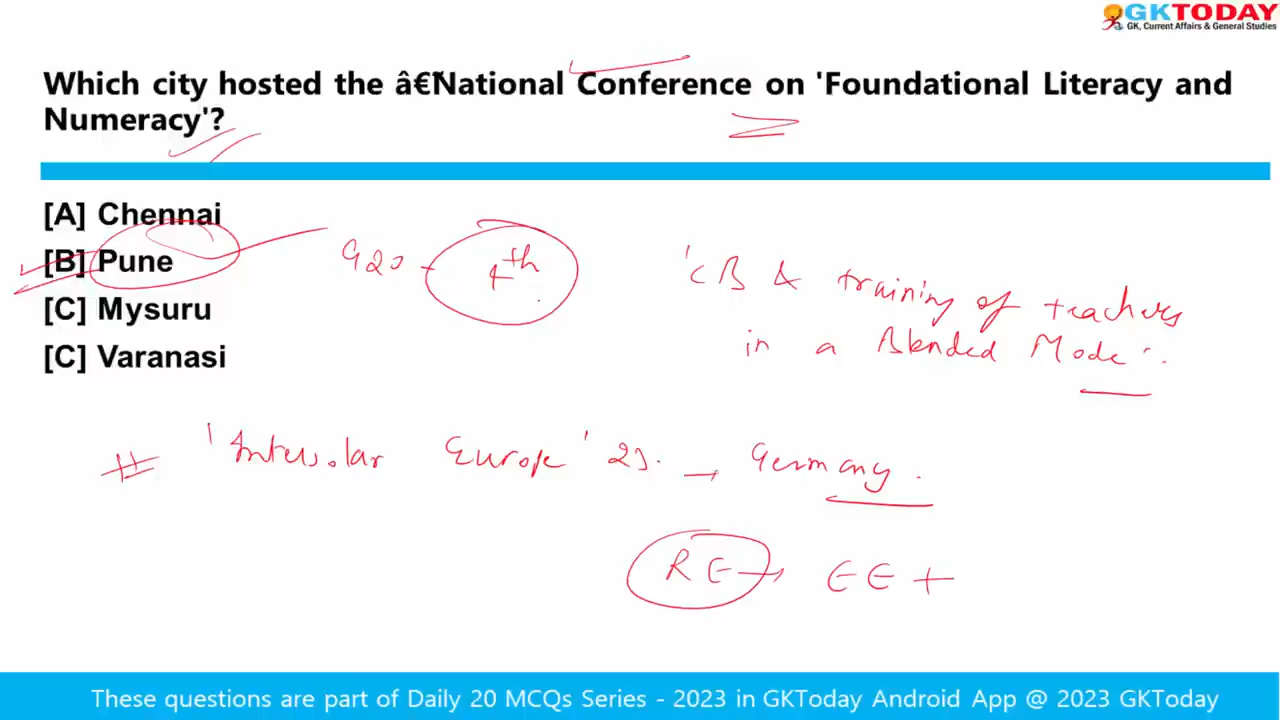 GKTODAY
GK, Current Affairs & General Studies
Which city hosted the â€˜National Conference on 'Foundational Literacy and
Numeracy'?
[A] Chennai
[B] Pune
[C] Mysuru
[C] Varanasi
G20 - 4th
'CB & training of teachers
in a Blended Mode'.
# 'Intersolar Europe' 23. → Germany.
RE → EE +
These questions are part of Daily 20 MCQs Series - 2023 in GKToday Android App @ 2023 GKToday